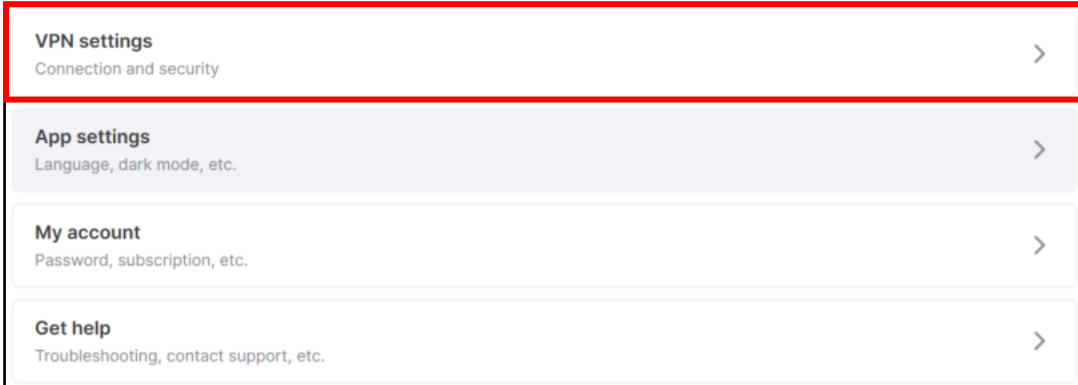 VPN settings
Connection and security
App settings
Language, dark mode, etc.
My account
Password, subscription, etc.
Get help
Troubleshooting, contact support, etc.